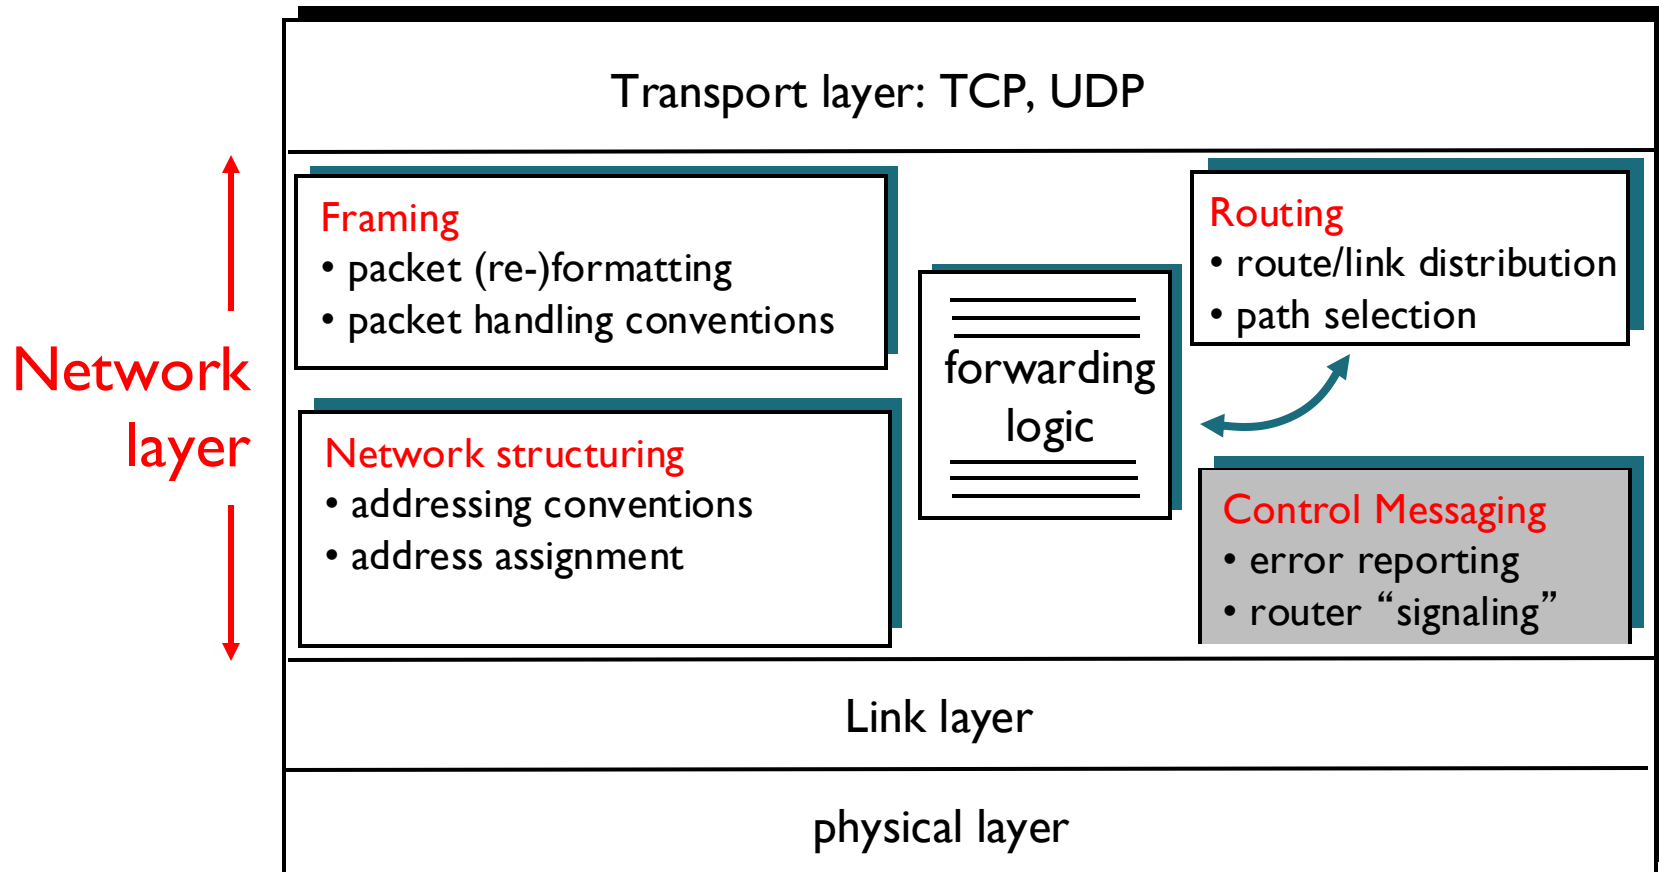 Transport layer: TCP, UDP
Network
layer
Framing
• packet (re-)formatting
• packet handling conventions
Network structuring
• addressing conventions
• address assignment
forwarding
logic
Routing
• route/link distribution
• path selection
Control Messaging
• error reporting
• router “signaling”
Link layer
physical layer